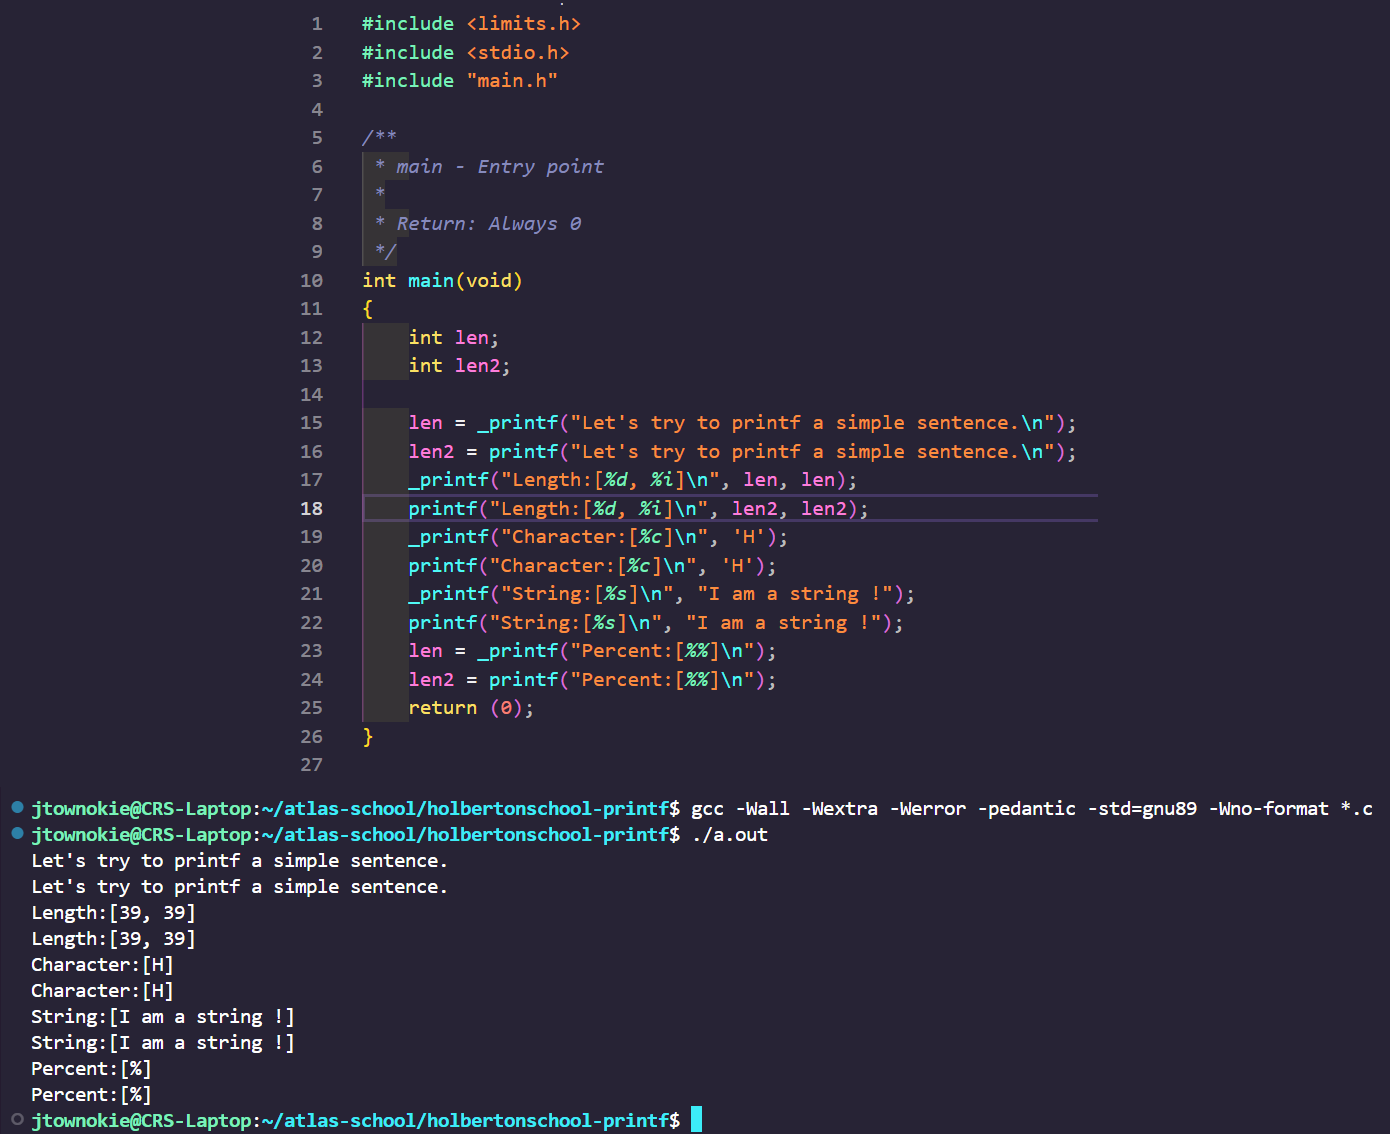 1 #include <limits.h>
2 #include <stdio.h>
3 #include "main.h"
4
5 /**
6  * main - Entry point
7  *
8  * Return: Always 0
9  */
10 int main(void)
11 {
12     int len;
13     int len2;
14
15     len = _printf("Let's try to printf a simple sentence.\n");
16     len2 = printf("Let's try to printf a simple sentence.\n");
17     _printf("Length:[%d, %i]\n", len, len);
18     printf("Length:[%d, %i]\n", len2, len2);
19     _printf("Character:[%c]\n", 'H');
20     printf("Character:[%c]\n", 'H');
21     _printf("String:[%s]\n", "I am a string !");
22     printf("String:[%s]\n", "I am a string !");
23     len = _printf("Percent:[%%]\n");
24     len2 = printf("Percent:[%%]\n");
25     return (0);
26 }
27
jtownokie@CRS-Laptop:~/atlas-school/holbertonschool-printf$ gcc -Wall -Wextra -Werror -pedantic -std=gnu89 -Wno-format *.c
jtownokie@CRS-Laptop:~/atlas-school/holbertonschool-printf$ ./a.out
Let's try to printf a simple sentence.
Let's try to printf a simple sentence.
Length:[39, 39]
Length:[39, 39]
Character:[H]
Character:[H]
String:[I am a string !]
String:[I am a string !]
Percent:[%]
Percent:[%]
jtownokie@CRS-Laptop:~/atlas-school/holbertonschool-printf$